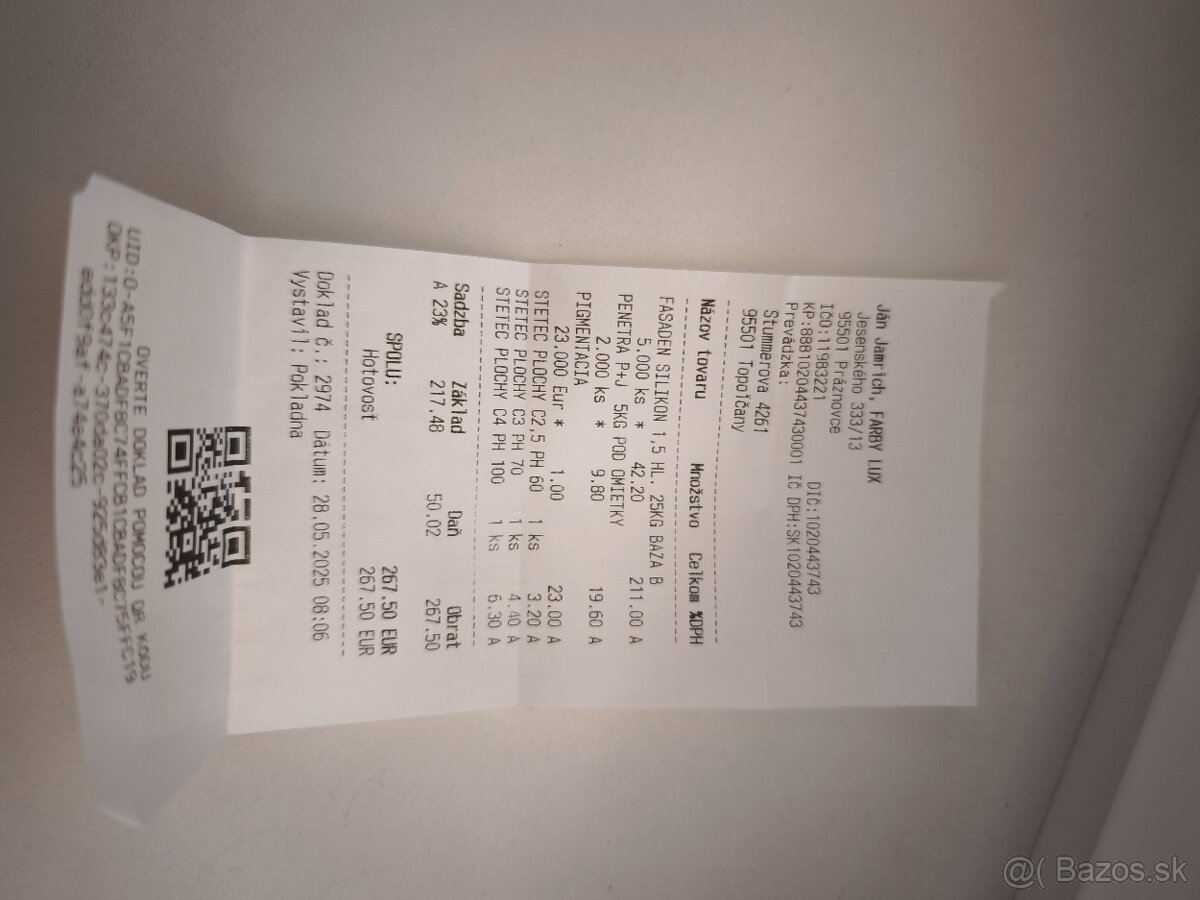 Ján Jamrich, FARBY LUX
Jesenského 333/13
95501 Práznovce
IČO:11983221 DIČ:1020443743
KP:88810204437430001 IČ DPH:SK1020443743
Prevádzka:
Stummerova 4261
95501 Topoľčany
Názov tovaru Množstvo Celkom %DPH
FASADEN SILIKON 1,5 HL. 25KG BAZA B
5.000 ks * 42.20 211.00 A
PENETRA P+J 5KG POD OMIETKY
2.000 ks * 9.80 19.60 A
PIGMENTACIA
23.000 Eur * 1.00 23.00 A
STETEC PLOCHY C2,5 PH 60 1 ks 3.20 A
STETEC PLOCHY C3 PH 70 1 ks 4.40 A
STETEC PLOCHY C4 PH 100 1 ks 6.30 A
Sadzba Základ Daň Obrat
A 23% 217.48 50.02 267.50
SPOLU: 267.50 EUR
Hotovosť 267.50 EUR
Doklad č.: 2974 Dátum: 28.05.2025 08:06
Vystavil: Pokladna
OVERTE DOKLAD POMOCOU QR KODU
@( Bazos.sk